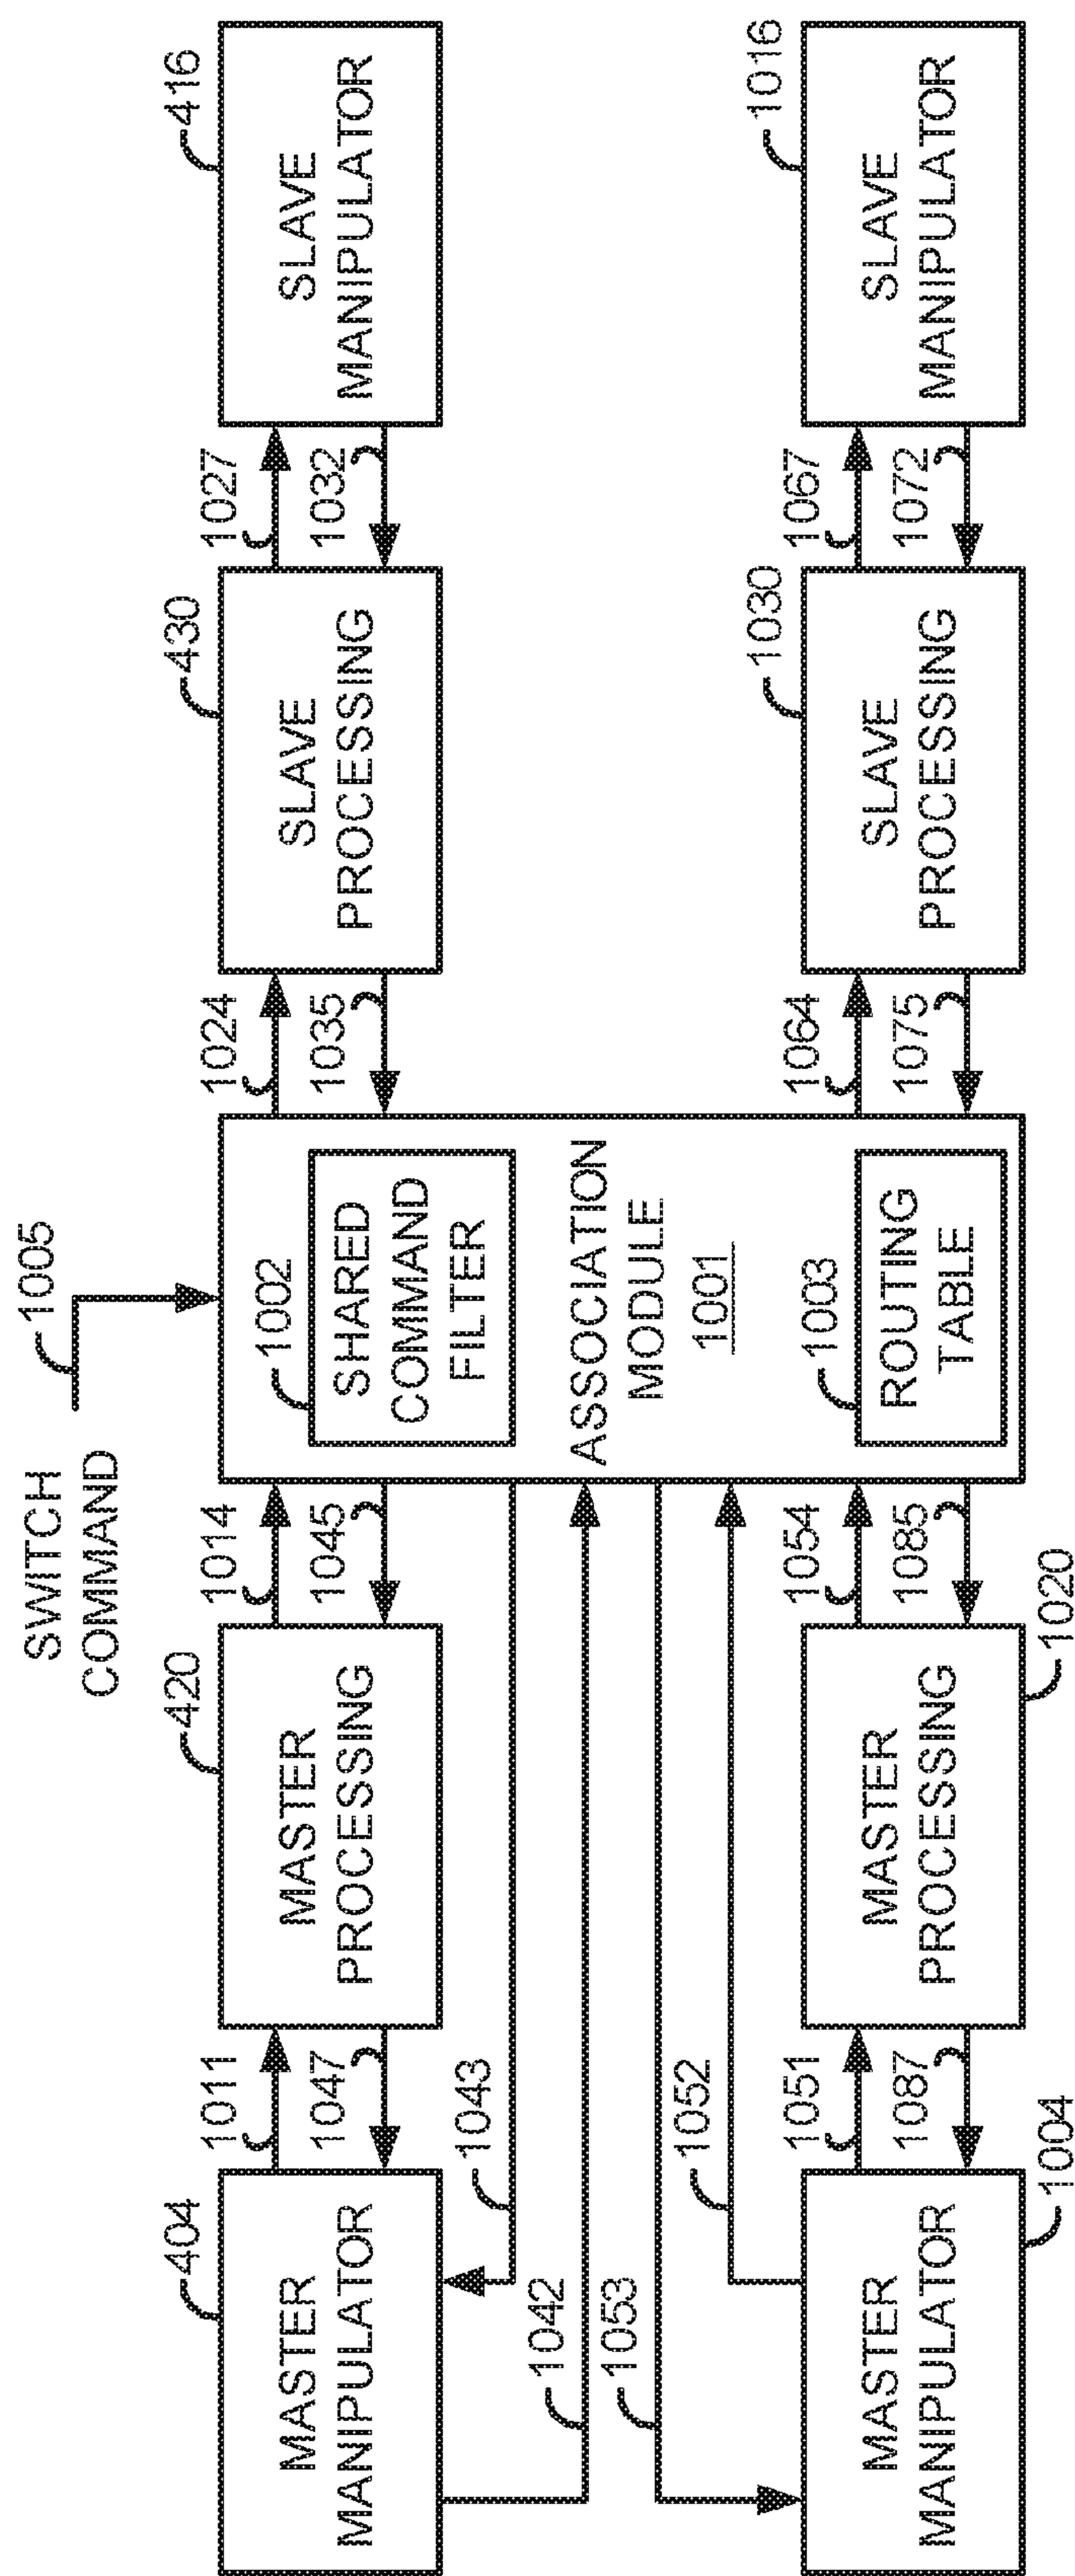 SWITCH
COMMAND
1005
404
MASTER
MANIPULATOR
1011
1047
420
MASTER
PROCESSING
1014
1045
1002
SHARED
COMMAND
FILTER
ASSOCIATION
MODULE
1001
1003
ROUTING
TABLE
1024
1035
430
SLAVE
PROCESSING
1027
1032
416
SLAVE
MANIPULATOR
1043
1042
1053
1052
MASTER
MANIPULATOR
1004
1051
1087
MASTER
PROCESSING
1020
1054
1085
1064
1075
1030
SLAVE
PROCESSING
1067
1072
1016
SLAVE
MANIPULATOR